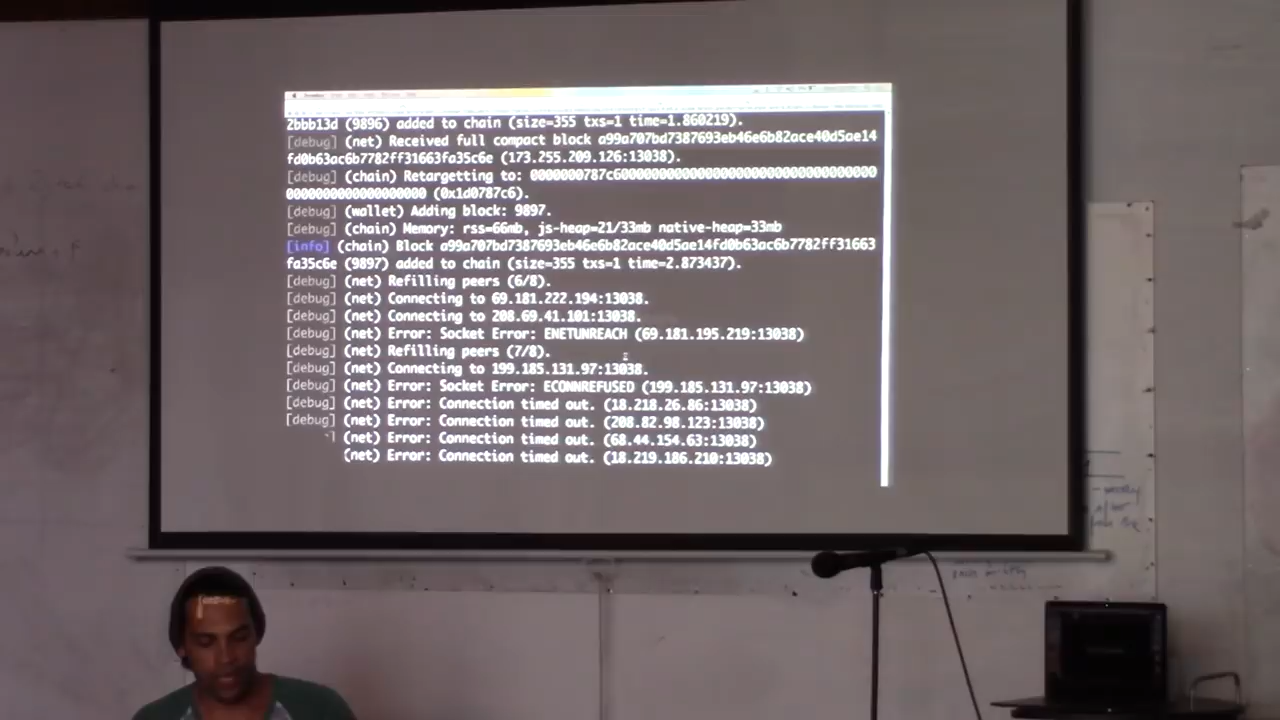 2bbb13d (9896) added to chain (size=355 txs=1 time=1.860219).
[debug] (net) Received full compact block a99a707bd7387693eb46e6b82ace40d5ae14
fd0b63ac6b7782ff31663fa35c6e (173.255.209.126:13038).
[debug] (chain) Retargetting to: 0000000787c6000000000000000000000000000000000000
0000000000000000000 (0x1d0787c6).
[debug] (wallet) Adding block: 9897.
[debug] (chain) Memory: rss=66mb, js-heap=21/33mb native-heap=33mb
[info] (chain) Block a99a707bd7387693eb46e6b82ace40d5ae14fd0b63ac6b7782ff31663
fa35c6e (9897) added to chain (size=355 txs=1 time=2.873437).
[debug] (net) Refilling peers (6/8).
[debug] (net) Connecting to 69.181.222.194:13038.
[debug] (net) Connecting to 208.69.41.101:13038.
[debug] (net) Error: Socket Error: ENETUNREACH (69.181.195.219:13038)
[debug] (net) Refilling peers (7/8).
[debug] (net) Connecting to 199.185.131.97:13038.
[debug] (net) Error: Socket Error: ECONNREFUSED (199.185.131.97:13038)
[debug] (net) Error: Connection timed out. (18.218.26.86:13038)
[debug] (net) Error: Connection timed out. (208.82.98.123:13038)
(net) Error: Connection timed out. (68.44.154.63:13038)
(net) Error: Connection timed out. (18.219.186.210:13038)